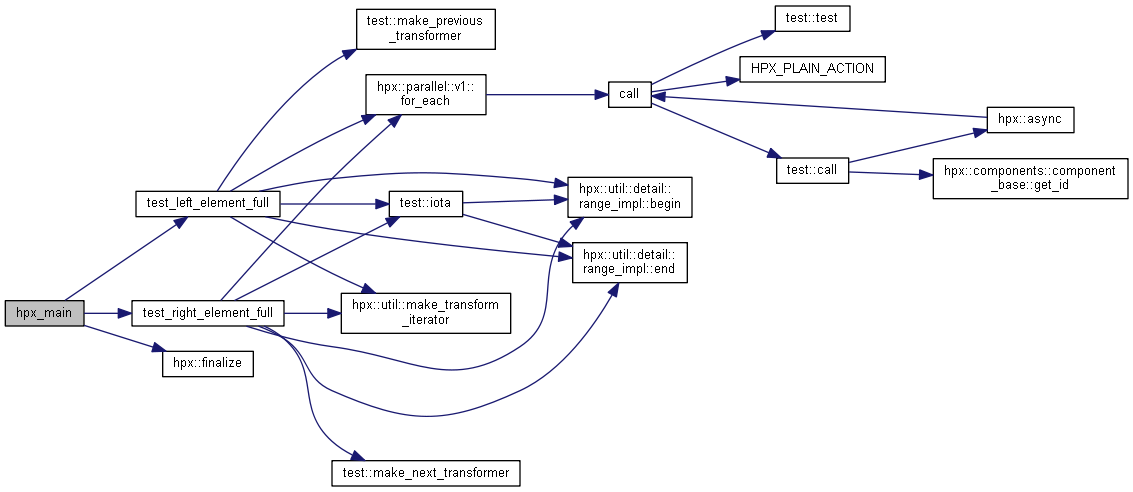 test::make_previous
_transformer
test::test
HPX_PLAIN_ACTION
hpx::parallel::v1::
for_each
call
hpx::async
test::call
hpx::components::component
_base::get_id
test_left_element_full
test::iota
hpx::util::detail::
range_impl::begin
hpx::util::detail::
range_impl::end
hpx_main
test_right_element_full
hpx::util::make_transform
_iterator
hpx::finalize
test::make_next_transformer